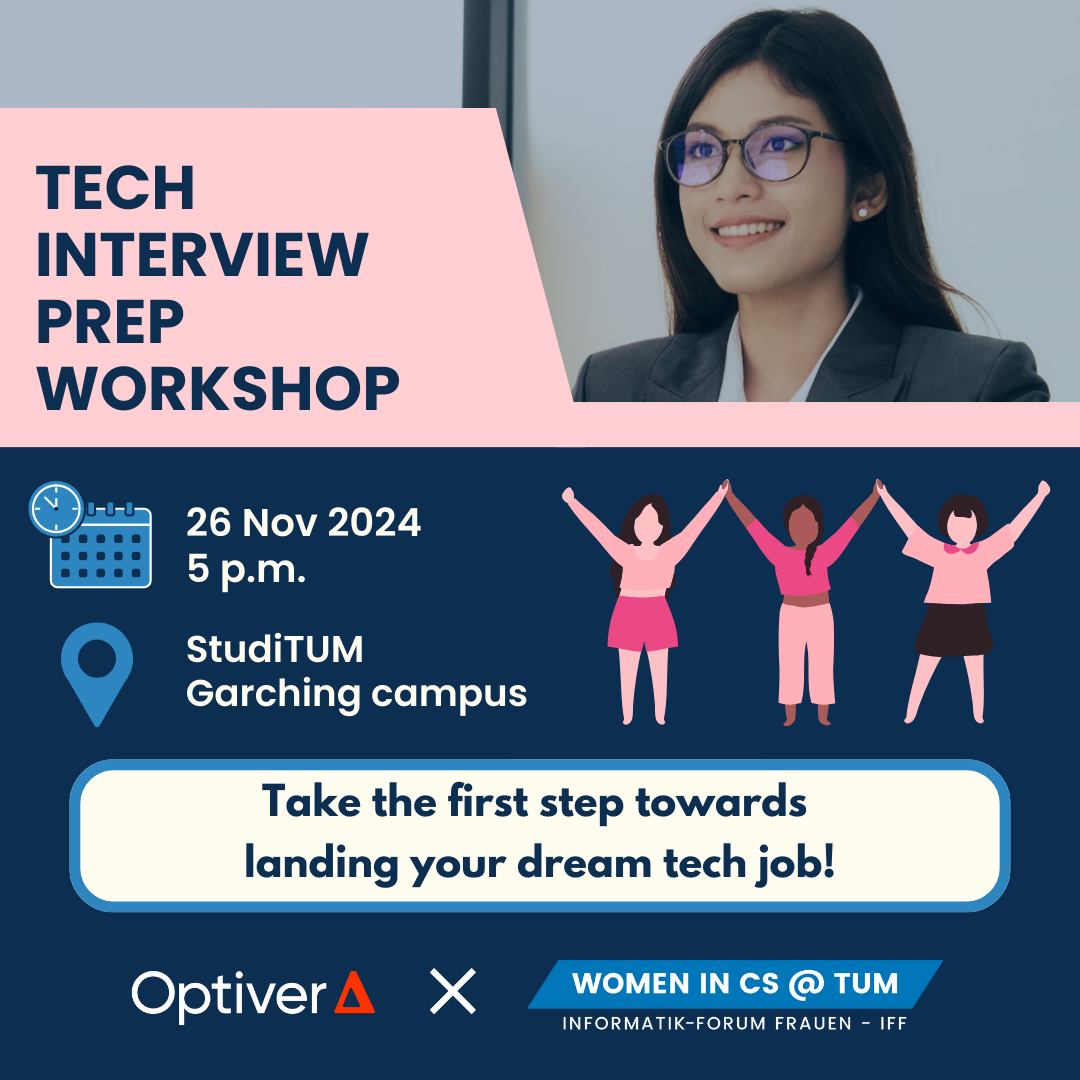 TECH
INTERVIEW
PREP
WORKSHOP
26 Nov 2024
5 p.m.
StudiTUM
Garching campus
Take the first step towards
landing your dream tech job!
Optiver
WOMEN IN CS @ TUM
INFORMATIK-FORUM FRAUEN - IFF